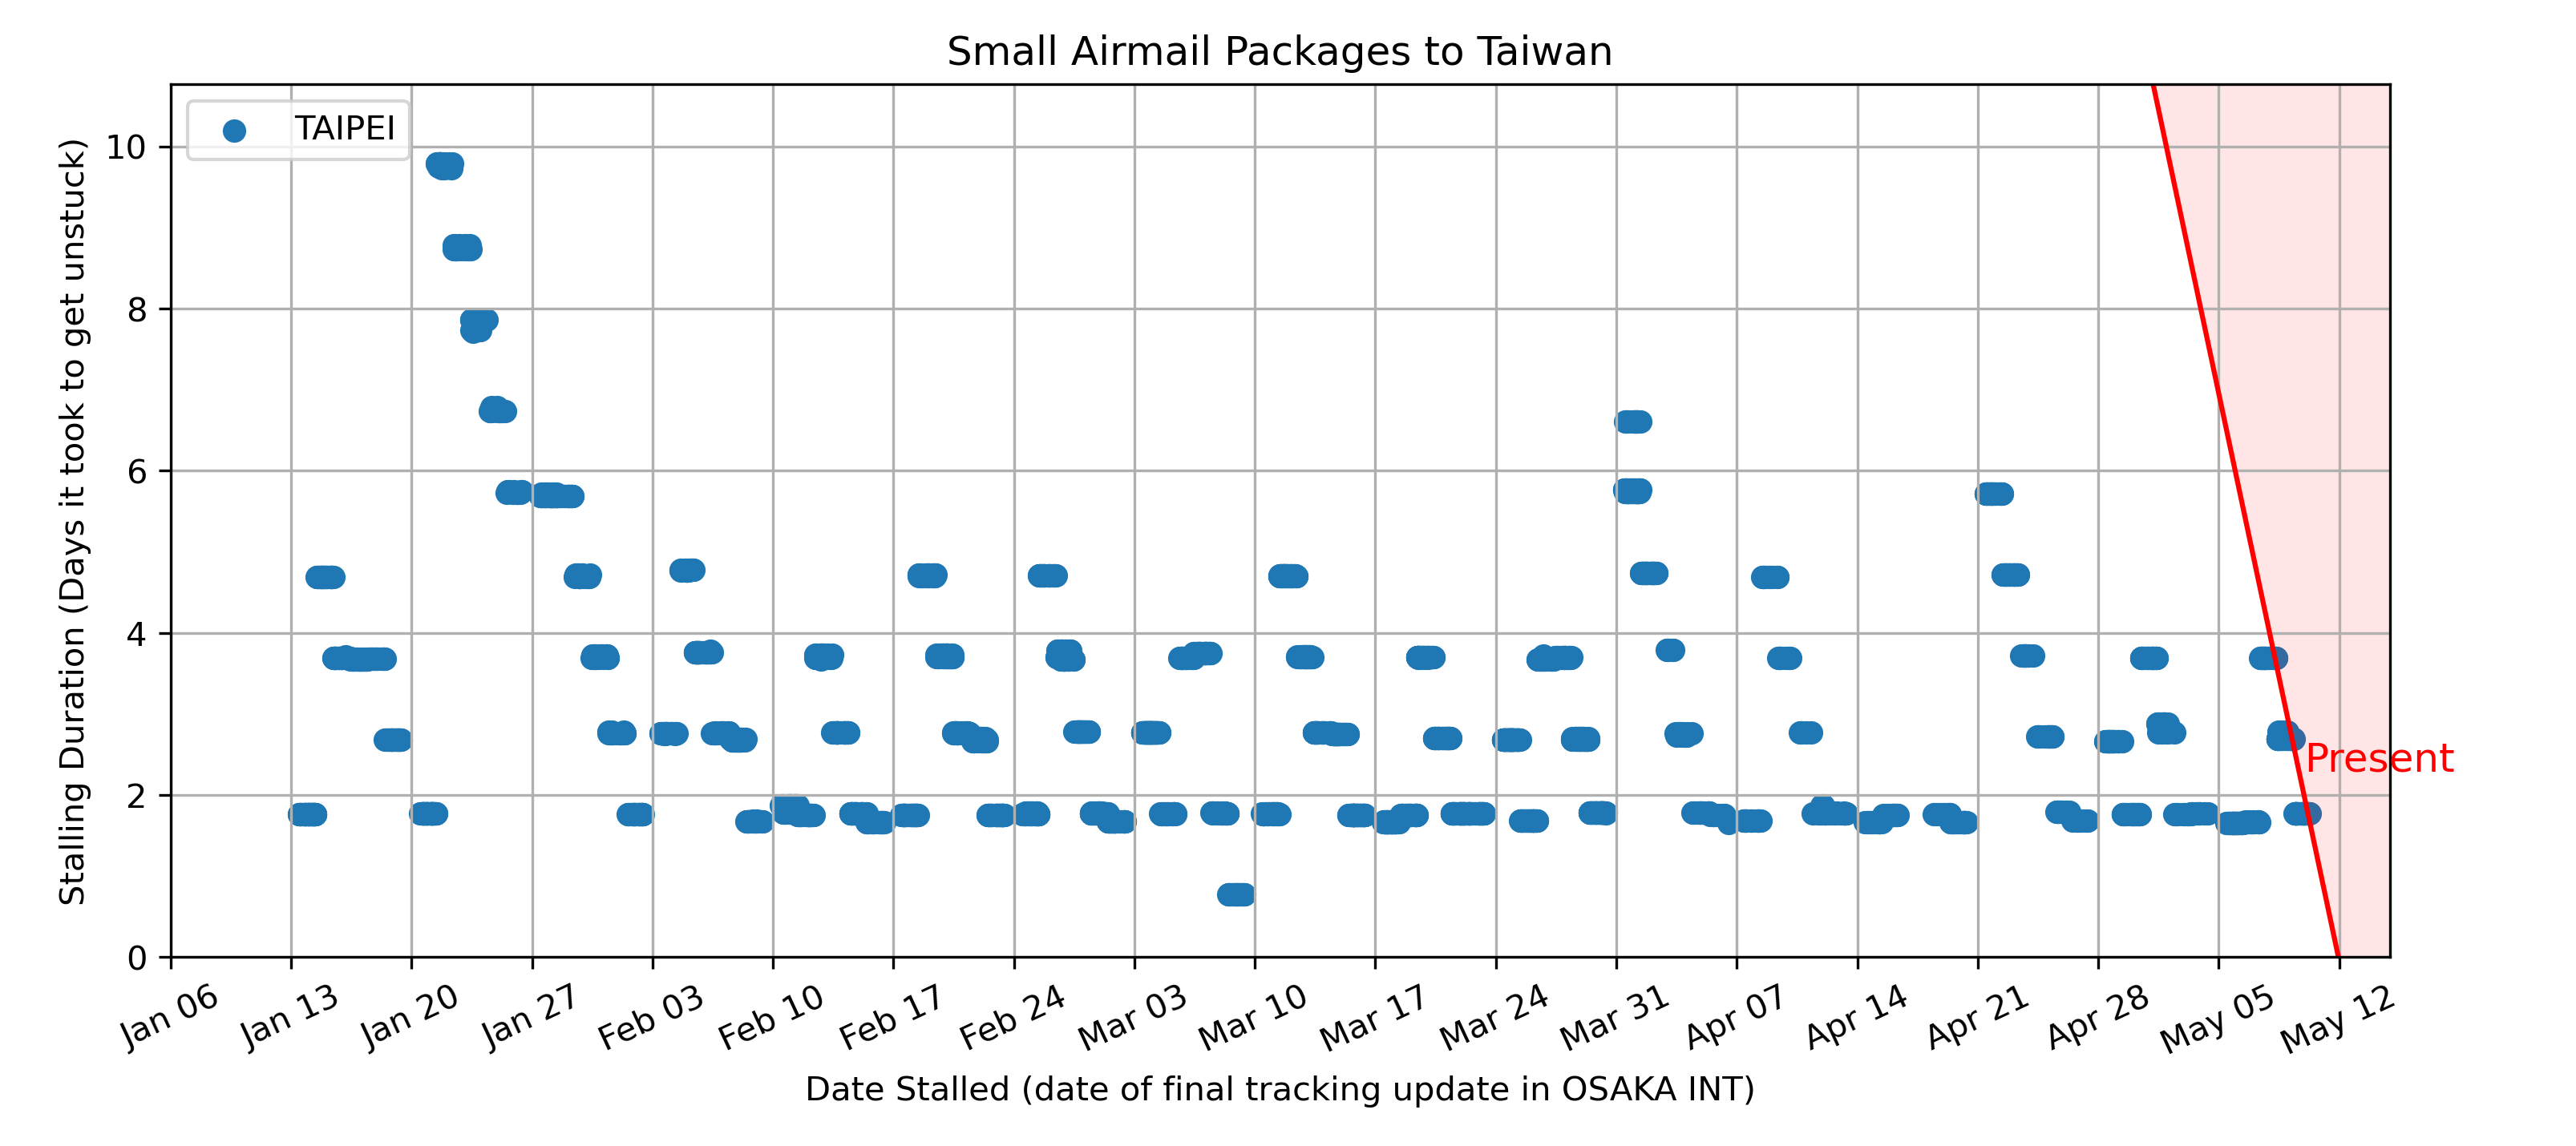 Small Airmail Packages to Taiwan
TAIPEI
Stalling Duration (Days it took to get unstuck)
10
8
6
4
2
0
Present
Jan 06
Jan 13
Jan 20
Jan 27
Feb 03
Feb 10
Feb 17
Feb 24
Mar 03
Mar 10
Mar 17
Mar 24
Mar 31
Apr 07
Apr 14
Apr 21
Apr 28
May 05
May 12
Date Stalled (date of final tracking update in OSAKA INT)